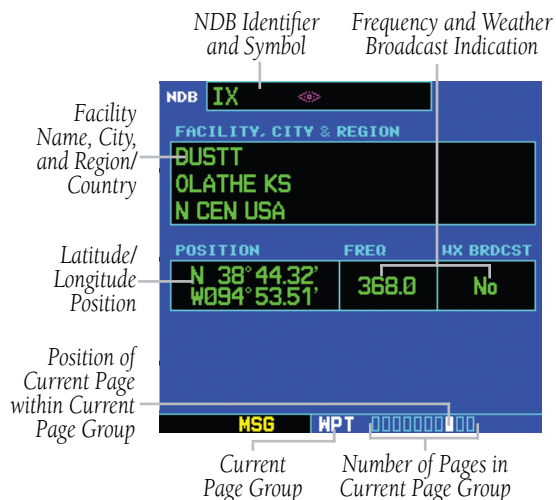 NDB Identifier
and Symbol
Frequency and Weather
Broadcast Indication
NDB IX
Facility
Name, City,
and Region/
Country
FACILITY, CITY & REGION
BUSTT
OLATHE KS
N CEN USA
Latitude/
Longitude
Position
POSITION FREQ WX BRDCST
N 38°44.32'
W094°53.51'
368.0 No
Position of
Current Page
within Current
Page Group
MSG WPT
Current
Page Group
Number of Pages in
Current Page Group